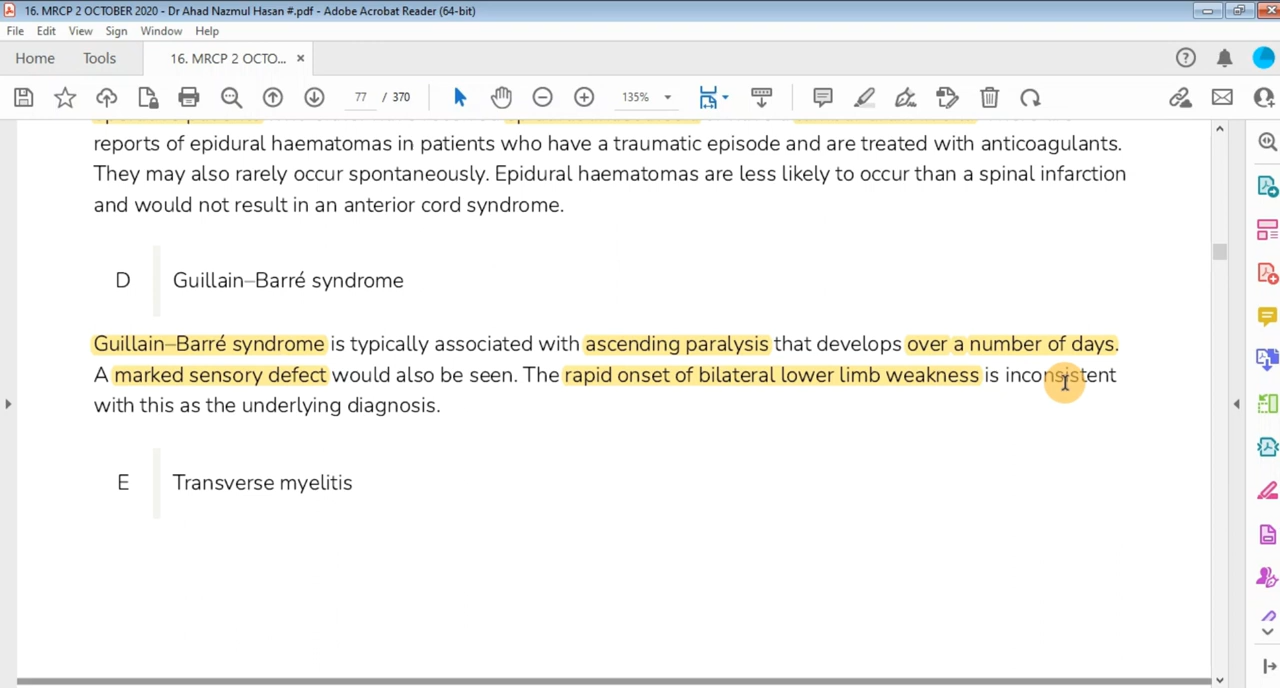 16. MRCP 2 OCTOBER 2020 - Dr Ahad Nazmul Hasan #.pdf - Adobe Acrobat Reader (64-bit)
File Edit View Sign Window Help
Home Tools 16. MRCP 2 OCTO... ×
77 / 370 135%
reports of epidural haematomas in patients who have a traumatic episode and are treated with anticoagulants.
They may also rarely occur spontaneously. Epidural haematomas are less likely to occur than a spinal infarction
and would not result in an anterior cord syndrome.
D Guillain–Barré syndrome
Guillain–Barré syndrome is typically associated with ascending paralysis that develops over a number of days.
A marked sensory defect would also be seen. The rapid onset of bilateral lower limb weakness is inconsistent
with this as the underlying diagnosis.
E Transverse myelitis